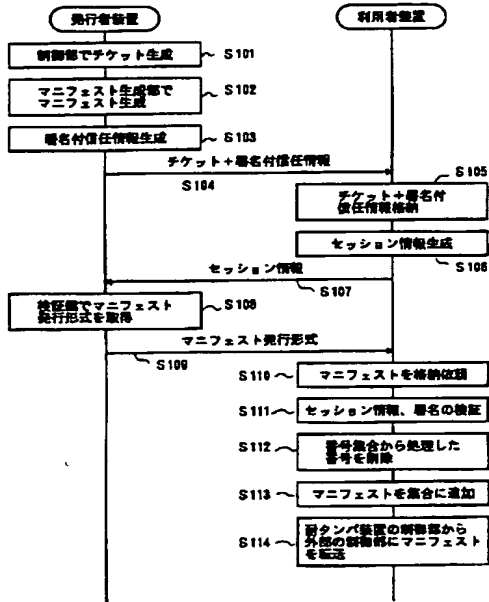 発行者装置
利用者装置
制御部でチケット生成
S101
マニフェスト生成部で
マニフェスト生成
S102
署名付信任情報生成
S103
チケット+署名付信任情報
S104
S105
チケット+署名付
信任情報格納
セッション情報生成
S106
セッション情報
S107
検証鍵でマニフェスト
発行形式を取得
S108
マニフェスト発行形式
S109
S110
マニフェストを格納依頼
S111
セッション情報、署名の検証
S112
番号集合から処理した
番号を削除
S113
マニフェストを集合に追加
S114
耐タンパ装置の制御部から
外部の制御部にマニフェスト
を転送